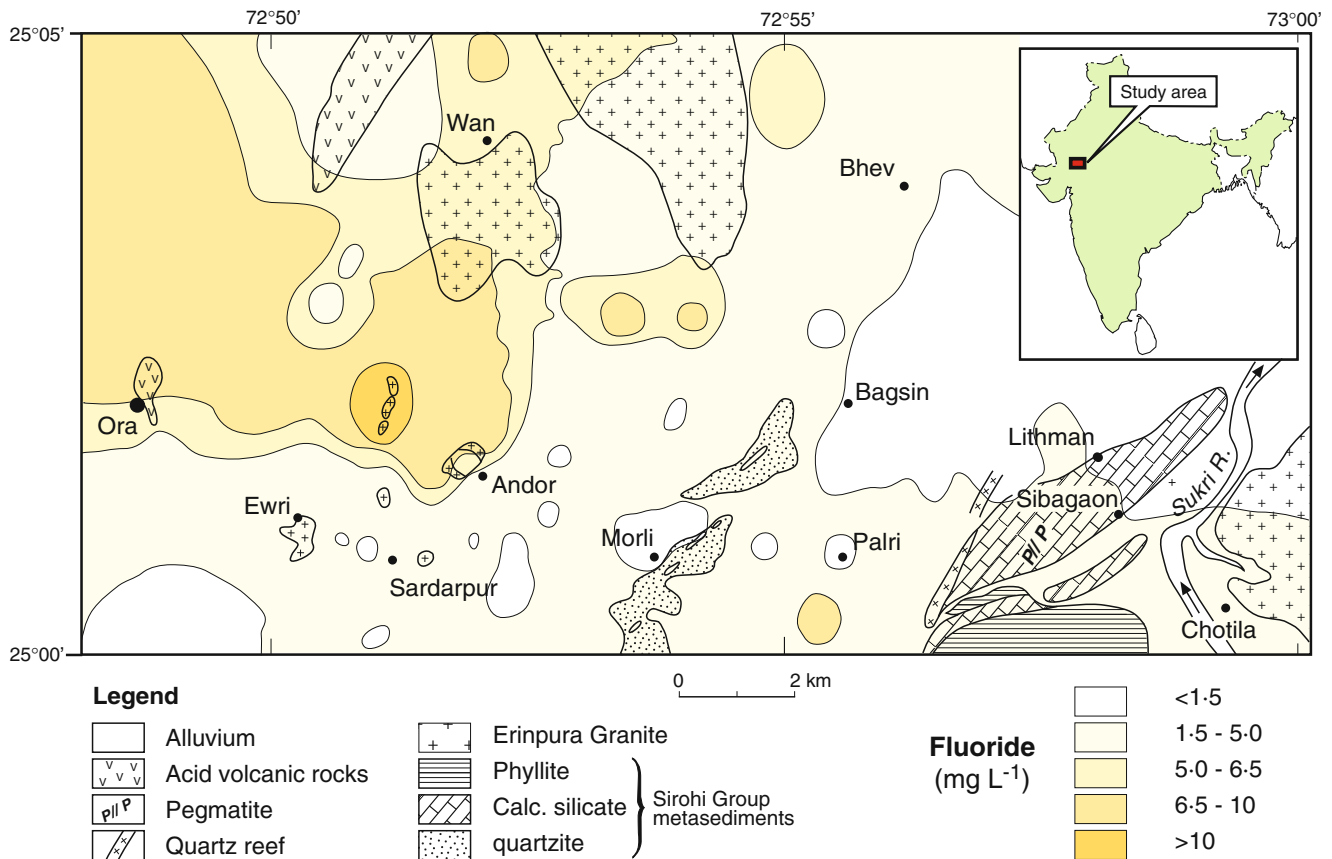 72°50' 72°55' 73°00'
25°05'
Study area
Wan
Bhev
Ora
Bagsin
Lithman
Andor
Sibagaon
Sukri R.
Ewri
P//P
Morli
Palri
Sardarpur
Chotila
25°00'
0 2 km
Legend
Alluvium
Acid volcanic rocks
P//P Pegmatite
Quartz reef
Erinpura Granite
Phyllite
Calc. silicate
quartzite
Sirohi Group
metasediments
Fluoride
(mg L-1)
<1·5
1·5 - 5·0
5·0 - 6·5
6·5 - 10
>10